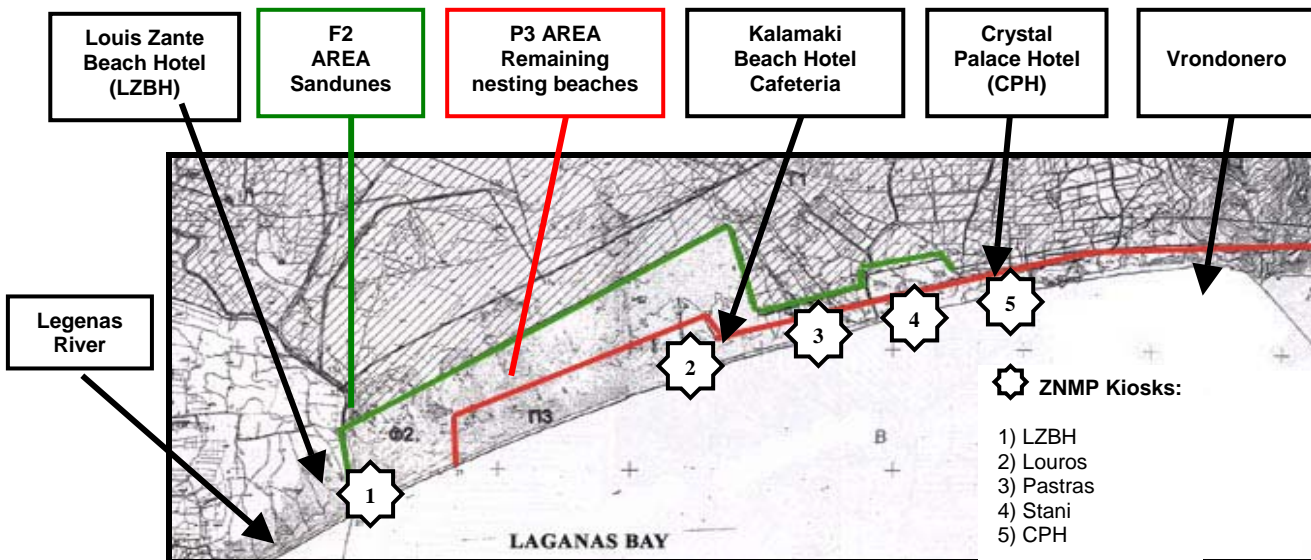 Louis Zante
Beach Hotel
(LZBH)
F2
AREA
Sandunes
P3 AREA
Remaining
nesting beaches
Kalamaki
Beach Hotel
Cafeteria
Crystal
Palace Hotel
(CPH)
Vrondonero
Legenas
River
Φ2.
Π3
B
1
2
3
4
5
LAGANAS BAY
ZNMP Kiosks:
1) LZBH
2) Louros
3) Pastras
4) Stani
5) CPH